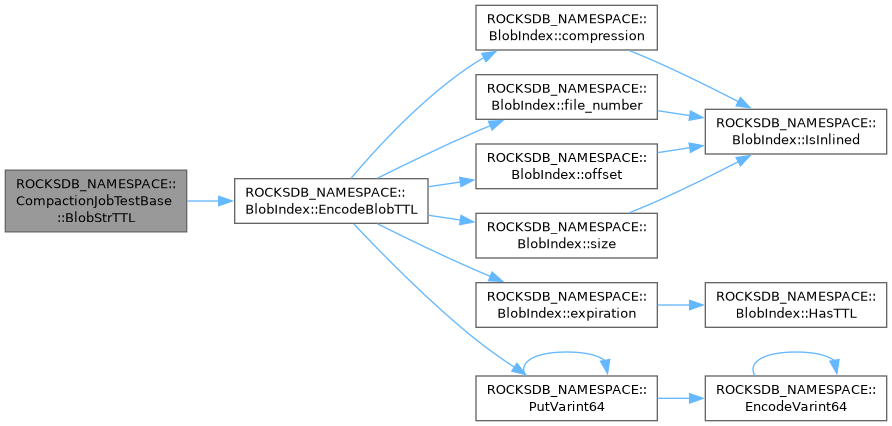 ROCKSDB_NAMESPACE::
CompactionJobTestBase
::BlobStrTTL
ROCKSDB_NAMESPACE::
BlobIndex::EncodeBlobTTL
ROCKSDB_NAMESPACE::
BlobIndex::compression
ROCKSDB_NAMESPACE::
BlobIndex::file_number
ROCKSDB_NAMESPACE::
BlobIndex::offset
ROCKSDB_NAMESPACE::
BlobIndex::size
ROCKSDB_NAMESPACE::
BlobIndex::expiration
ROCKSDB_NAMESPACE::
PutVarint64
ROCKSDB_NAMESPACE::
BlobIndex::IsInlined
ROCKSDB_NAMESPACE::
BlobIndex::HasTTL
ROCKSDB_NAMESPACE::
EncodeVarint64